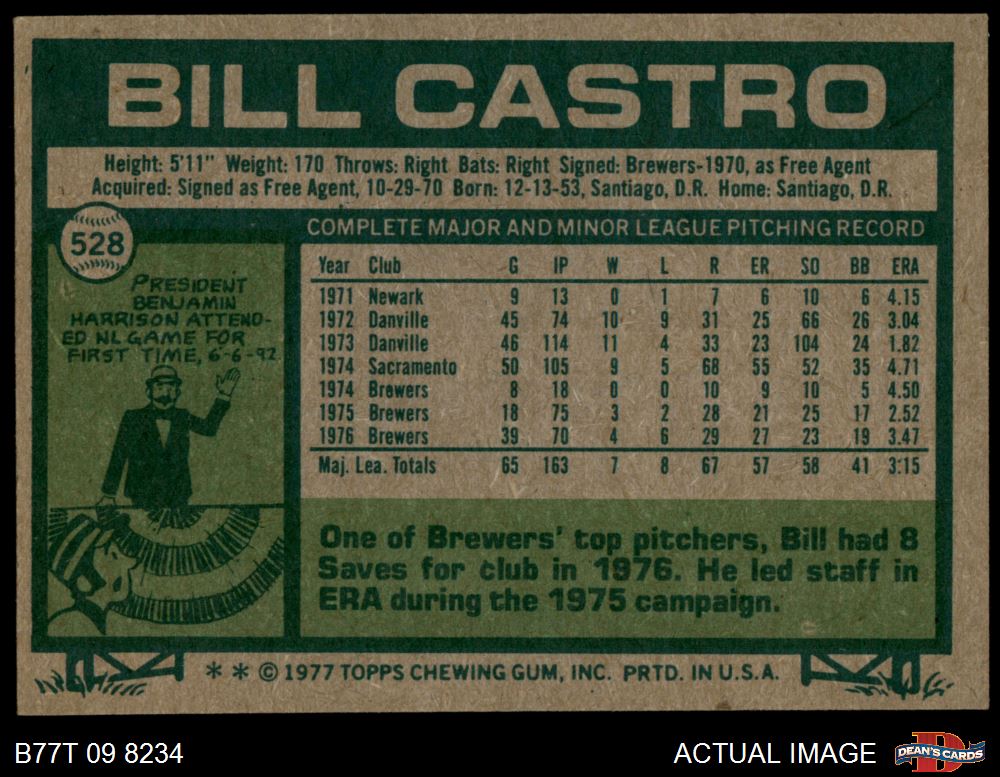 BILL CASTRO
Height: 5'11" Weight: 170 Throws: Right Bats: Right Signed: Brewers-1970, as Free Agent
Acquired: Signed as Free Agent, 10-29-70 Born: 12-13-53, Santiago, D.R. Home: Santiago, D.R.
528
PRESIDENT
BENJAMIN
HARRISON ATTEND-
ED NL GAME FOR
FIRST TIME, 6-6-92.
COMPLETE MAJOR AND MINOR LEAGUE PITCHING RECORD
Year Club G IP W L R ER SO BB ERA
1971 Newark 9 13 0 1 7 6 10 6 4.15
1972 Danville 45 74 10 9 31 25 66 26 3.04
1973 Danville 46 114 11 4 33 23 104 24 1.82
1974 Sacramento 50 105 9 5 68 55 52 35 4.71
1974 Brewers 8 18 0 0 10 9 10 5 4.50
1975 Brewers 18 75 3 2 28 21 25 17 2.52
1976 Brewers 39 70 4 6 29 27 23 19 3.47
Maj. Lea. Totals 65 163 7 8 67 57 58 41 3:15
One of Brewers' top pitchers, Bill had 8
Saves for club in 1976. He led staff in
ERA during the 1975 campaign.
* * © 1977 TOPPS CHEWING GUM, INC. PRTD. IN U.S.A.
B77T 09 8234
ACTUAL IMAGE
D
DEAN'S CARDS